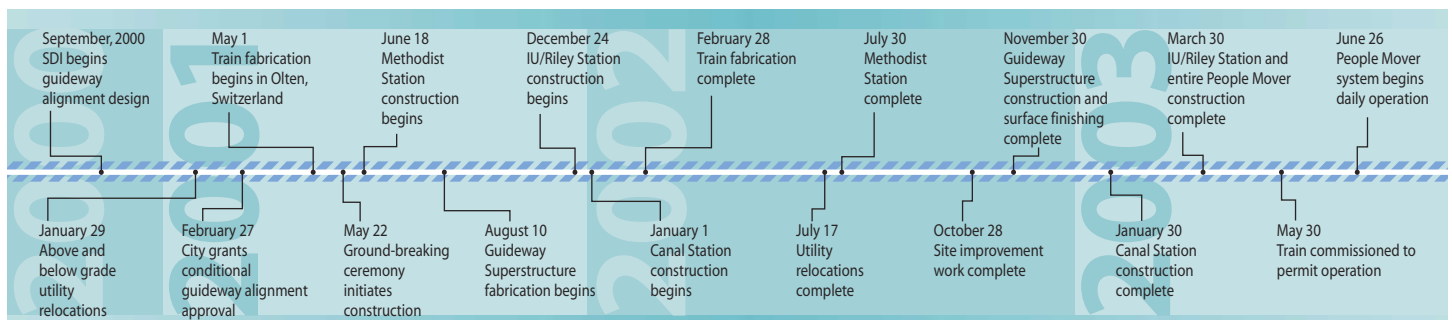 2000
2001
2002
2003
September, 2000
SDI begins
guideway
alignment design
May 1
Train fabrication
begins in Olten,
Switzerland
June 18
Methodist
Station
construction
begins
December 24
IU/Riley Station
construction
begins
February 28
Train fabrication
complete
July 30
Methodist
Station
complete
November 30
Guideway
Superstructure
construction and
surface finishing
complete
March 30
IU/Riley Station and
entire People Mover
construction
complete
June 26
People Mover
system begins
daily operation
January 29
Above and
below grade
utility
relocations
February 27
City grants
conditional
guideway alignment
approval
May 22
Ground-breaking
ceremony
initiates
construction
August 10
Guideway
Superstructure
fabrication begins
January 1
Canal Station
construction
begins
July 17
Utility
relocations
complete
October 28
Site improvement
work complete
January 30
Canal Station
construction
complete
May 30
Train commissioned to
permit operation